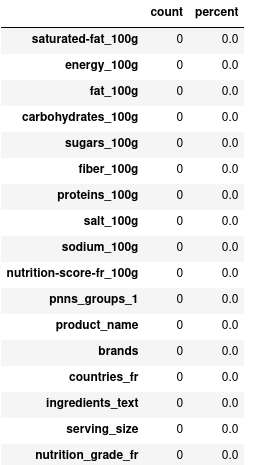 count percent
saturated-fat_100g 0 0.0
energy_100g 0 0.0
fat_100g 0 0.0
carbohydrates_100g 0 0.0
sugars_100g 0 0.0
fiber_100g 0 0.0
proteins_100g 0 0.0
salt_100g 0 0.0
sodium_100g 0 0.0
nutrition-score-fr_100g 0 0.0
pnns_groups_1 0 0.0
product_name 0 0.0
brands 0 0.0
countries_fr 0 0.0
ingredients_text 0 0.0
serving_size 0 0.0
nutrition_grade_fr 0 0.0